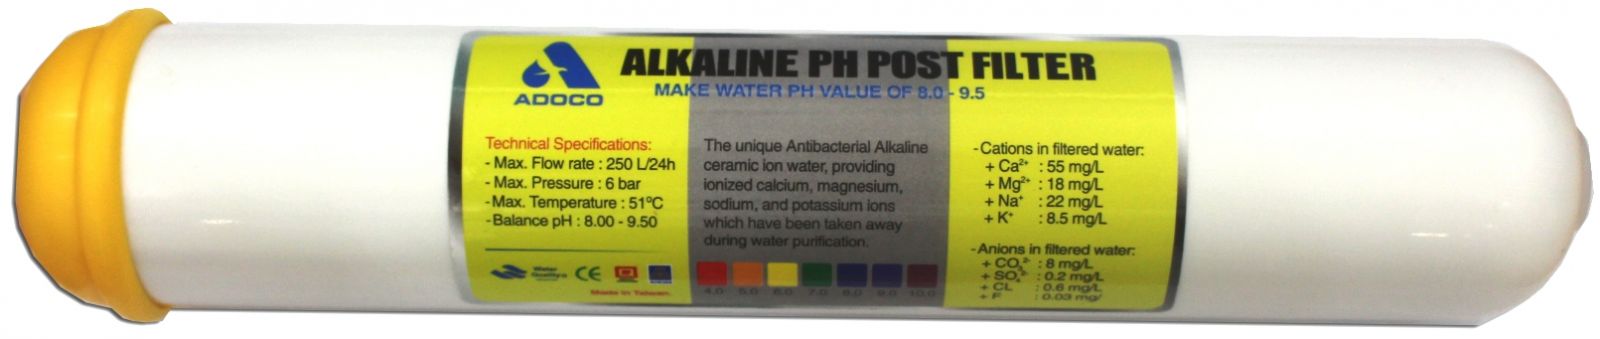 ADOCO
ALKALINE PH POST FILTER
MAKE WATER PH VALUE OF 8.0 - 9.5
Technical Specifications:
- Max. Flow rate : 250 L/24h
- Max. Pressure : 6 bar
- Max. Temperature : 51ºC
- Balance pH : 8.00 - 9.50
Water
Quality
CE
Made in Taiwan.
The unique Antibacterial Alkaline
ceramic ion water, providing
ionized calcium, magnesium,
sodium, and potassium ions
which have been taken away
during water purification.
4.0 5.0 6.0 7.0 8.0 9.0 10.0
- Cations in filtered water:
+ Ca²⁺ : 55 mg/L
+ Mg²⁺ : 18 mg/L
+ Na⁺ : 22 mg/L
+ K⁺ : 8.5 mg/L
- Anions in filtered water:
+ CO₃²⁻ : 8 mg/L
+ SO₄²⁻ : 0.2 mg/L
+ CL : 0.6 mg/L
+ F : 0.03 mg/